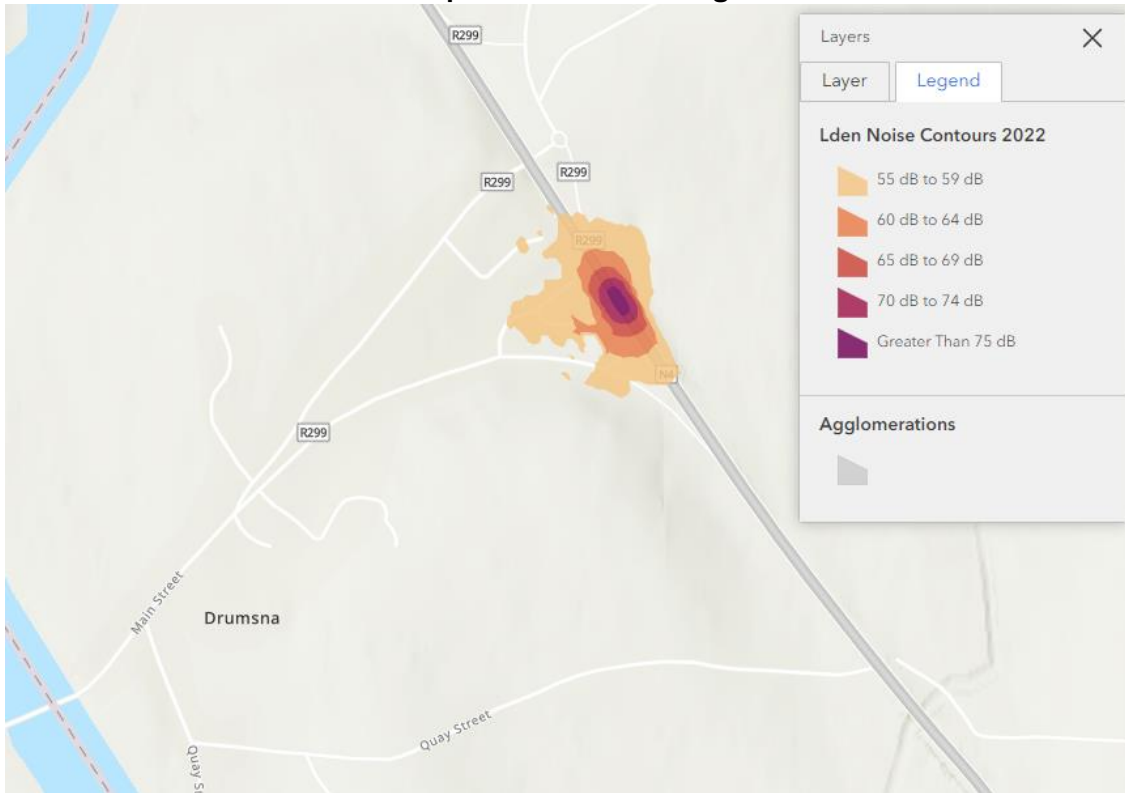 R299
R299
R299
R299
N4
R299
Main Street
Drumsna
Quay Street
Layers
Layer
Legend
Lden Noise Contours 2022
55 dB to 59 dB
60 dB to 64 dB
65 dB to 69 dB
70 dB to 74 dB
Greater Than 75 dB
Agglomerations